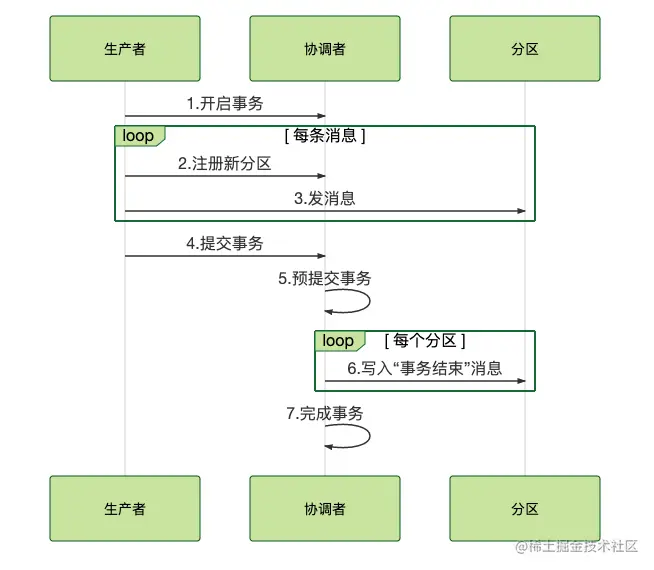 生产者
协调者
分区
1.开启事务
loop
[ 每条消息 ]
2.注册新分区
3.发消息
4.提交事务
5.预提交事务
loop
[ 每个分区 ]
6.写入“事务结束”消息
7.完成事务
生产者
协调者
分区
@稀土掘金技术社区